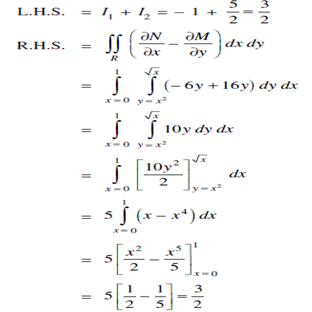 L.H.S. = I₁ + I₂ = − 1 + 5/2 = 3/2
R.H.S. = ∬_R (∂N/∂x − ∂M/∂y) dx dy
= ∫_{x=0}^{1} ∫_{y=x²}^{√x} (− 6y + 16y) dy dx
= ∫_{x=0}^{1} ∫_{y=x²}^{√x} 10y dy dx
= ∫_{x=0}^{1} [10y²/2]_{y=x²}^{√x} dx
= 5 ∫_{x=0}^{1} (x − x⁴) dx
= 5 [x²/2 − x⁵/5]_{x=0}^{1}
= 5 [1/2 − 1/5] = 3/2